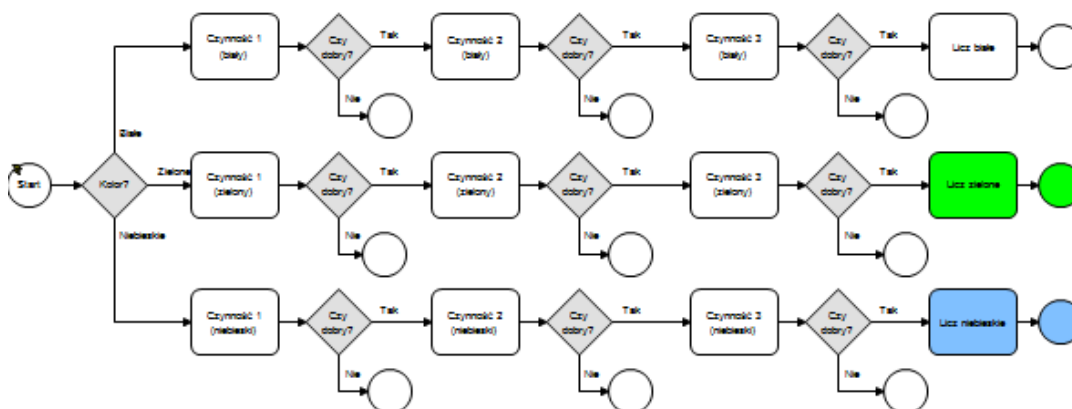 Czynność 1
(biały)
Czy
dobry?
Tak
Nie
Czynność 2
(biały)
Czy
dobry?
Tak
Nie
Czynność 3
(biały)
Czy
dobry?
Tak
Nie
Licz białe
Białe
Start
Kolor?
Zielone
Czynność 1
(zielony)
Czy
dobry?
Tak
Nie
Czynność 2
(zielony)
Czy
dobry?
Tak
Nie
Czynność 3
(zielony)
Czy
dobry?
Tak
Nie
Licz zielone
Niebieskie
Czynność 1
(niebieski)
Czy
dobry?
Tak
Nie
Czynność 2
(niebieski)
Czy
dobry?
Tak
Nie
Czynność 3
(niebieski)
Czy
dobry?
Tak
Nie
Licz niebieskie